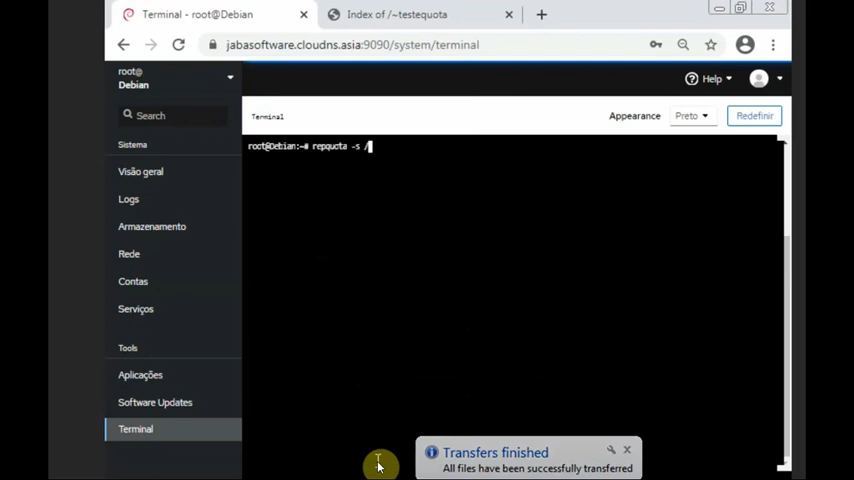 Terminal - root@Debian
Index of /~testequota
jabasoftware.cloudns.asia:9090/system/terminal
root@
Debian
Help
Search
Terminal
Appearance
Preto
Redefinir
Sistema
root@Debian:~# repquota -s /
Visão geral
Logs
Armazenamento
Rede
Contas
Serviços
Tools
Aplicações
Software Updates
Terminal
Transfers finished
All files have been successfully transferred